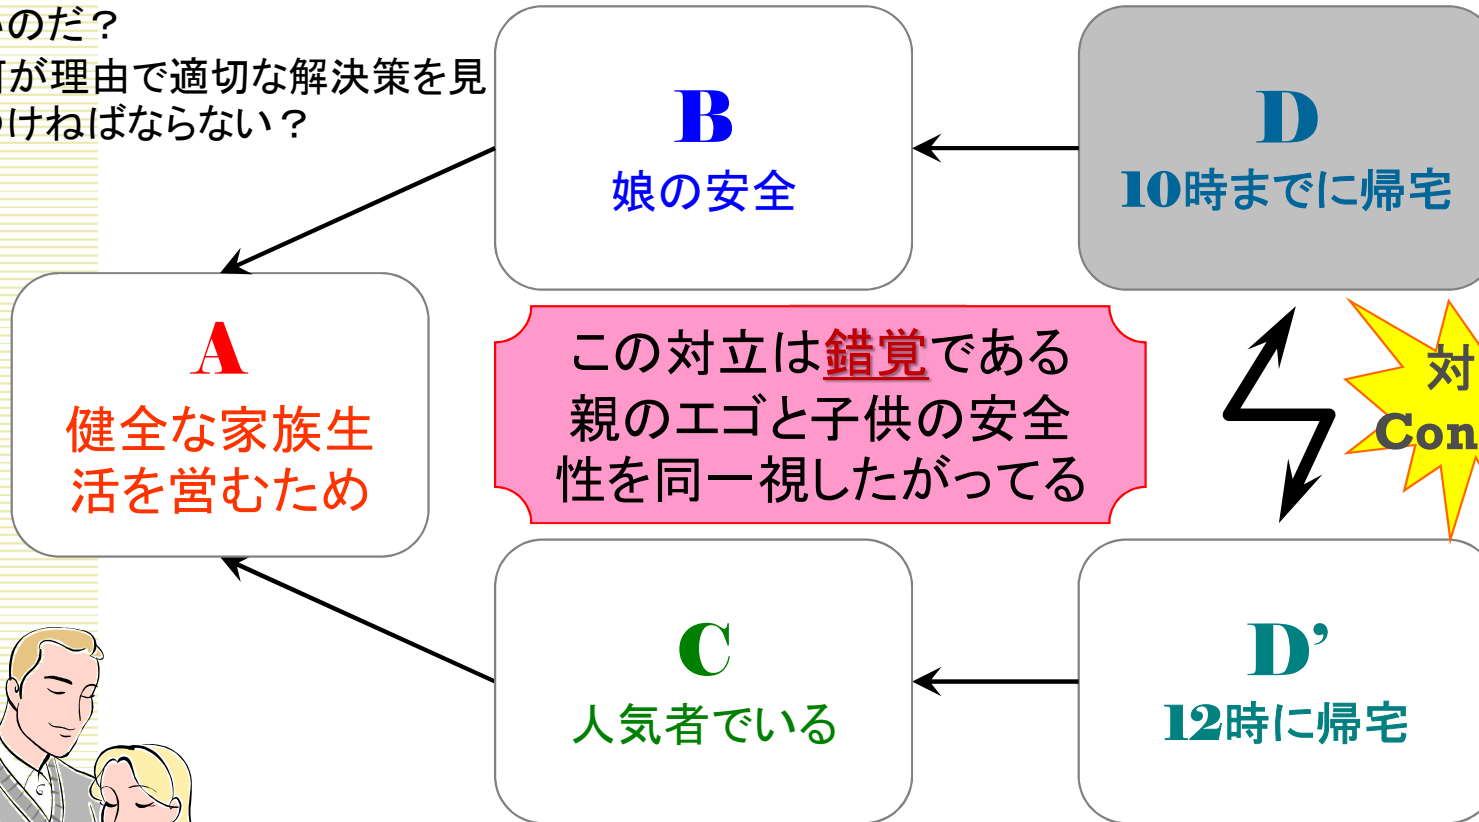 のだ？
が理由で適切な解決策を見
けねばならない？
B
娘の安全
D
10時までに帰宅
A
健全な家族生
活を営むため
この対立は錯覚である
親のエゴと子供の安全
性を同一視したがってる
対
Con
C
人気者でいる
D’
12時に帰宅